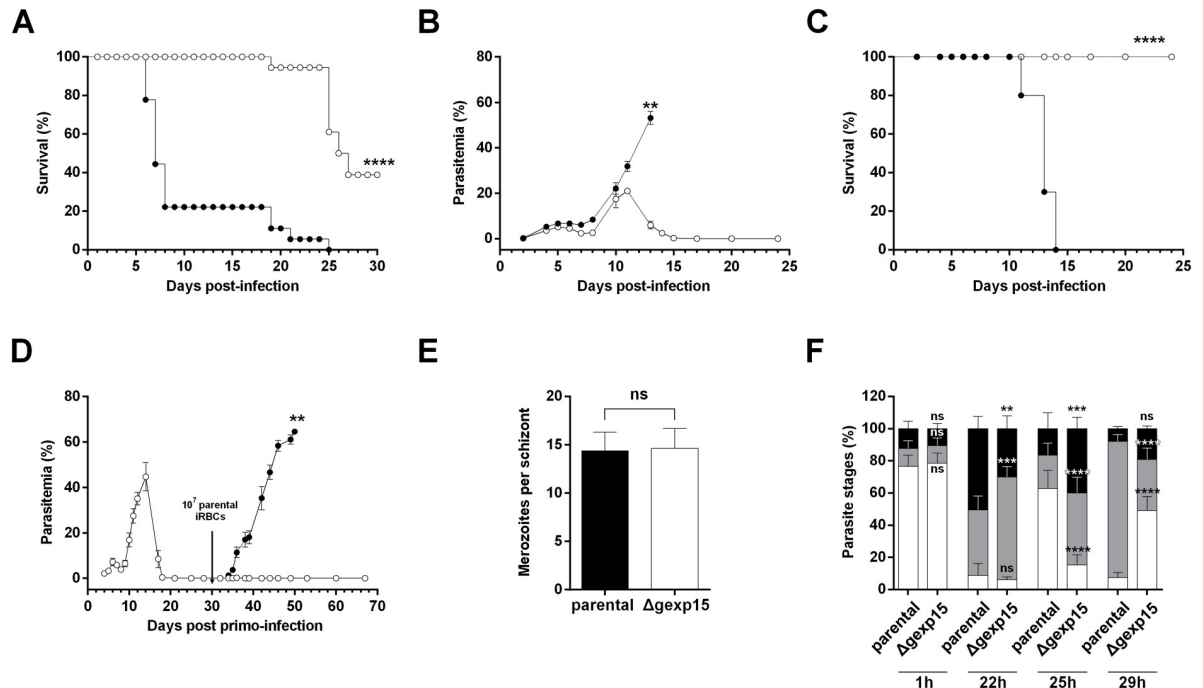 A
B
C
100
80
60
40
20
0
Survival (%)
0 5 10 15 20 25 30
Days post-infection
****
80
60
40
20
0
Parasitemia (%)
0 5 10 15 20 25
Days post-infection
**
100
80
60
40
20
0
Survival (%)
0 5 10 15 20 25
Days post-infection
****
D
E
F
80
60
40
20
0
Parasitemia (%)
10⁷ parental
iRBCs
**
0 10 20 30 40 50 60 70
Days post primo-infection
20
15
10
5
0
Merozoites per schizont
ns
parental Δgexp15
120
100
80
60
40
20
0
Parasite stages (%)
ns ** *** ns
ns *** **** ****
ns ns **** ****
parental Δgexp15 parental Δgexp15 parental Δgexp15 parental Δgexp15
1h 22h 25h 29h